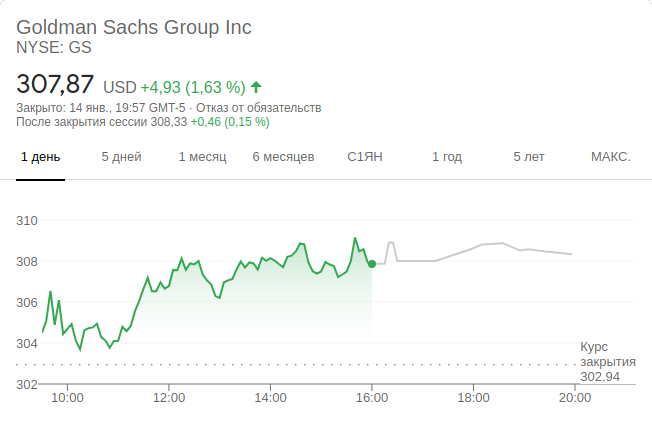 Goldman Sachs Group Inc
NYSE: GS
307,87 USD +4,93 (1,63 %)
Закрыто: 14 янв., 19:57 GMT-5 · Отказ от обязательств
После закрытия сессии 308,33 +0,46 (0,15 %)
1 день 5 дней 1 месяц 6 месяцев С1ЯН 1 год 5 лет МАКС.
310
308
306
304
Курс
закрытия
302,94
302
10:00 12:00 14:00 16:00 18:00 20:00